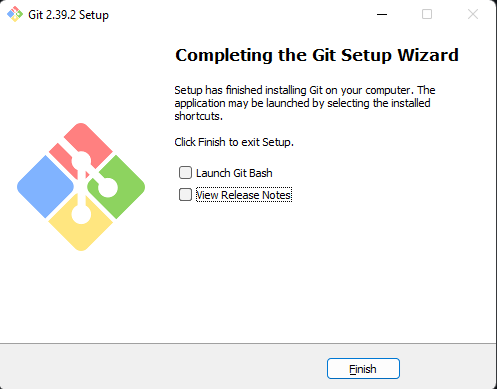 Git 2.39.2 Setup
Completing the Git Setup Wizard
Setup has finished installing Git on your computer. The
application may be launched by selecting the installed
shortcuts.
Click Finish to exit Setup.
Launch Git Bash
View Release Notes
Finish